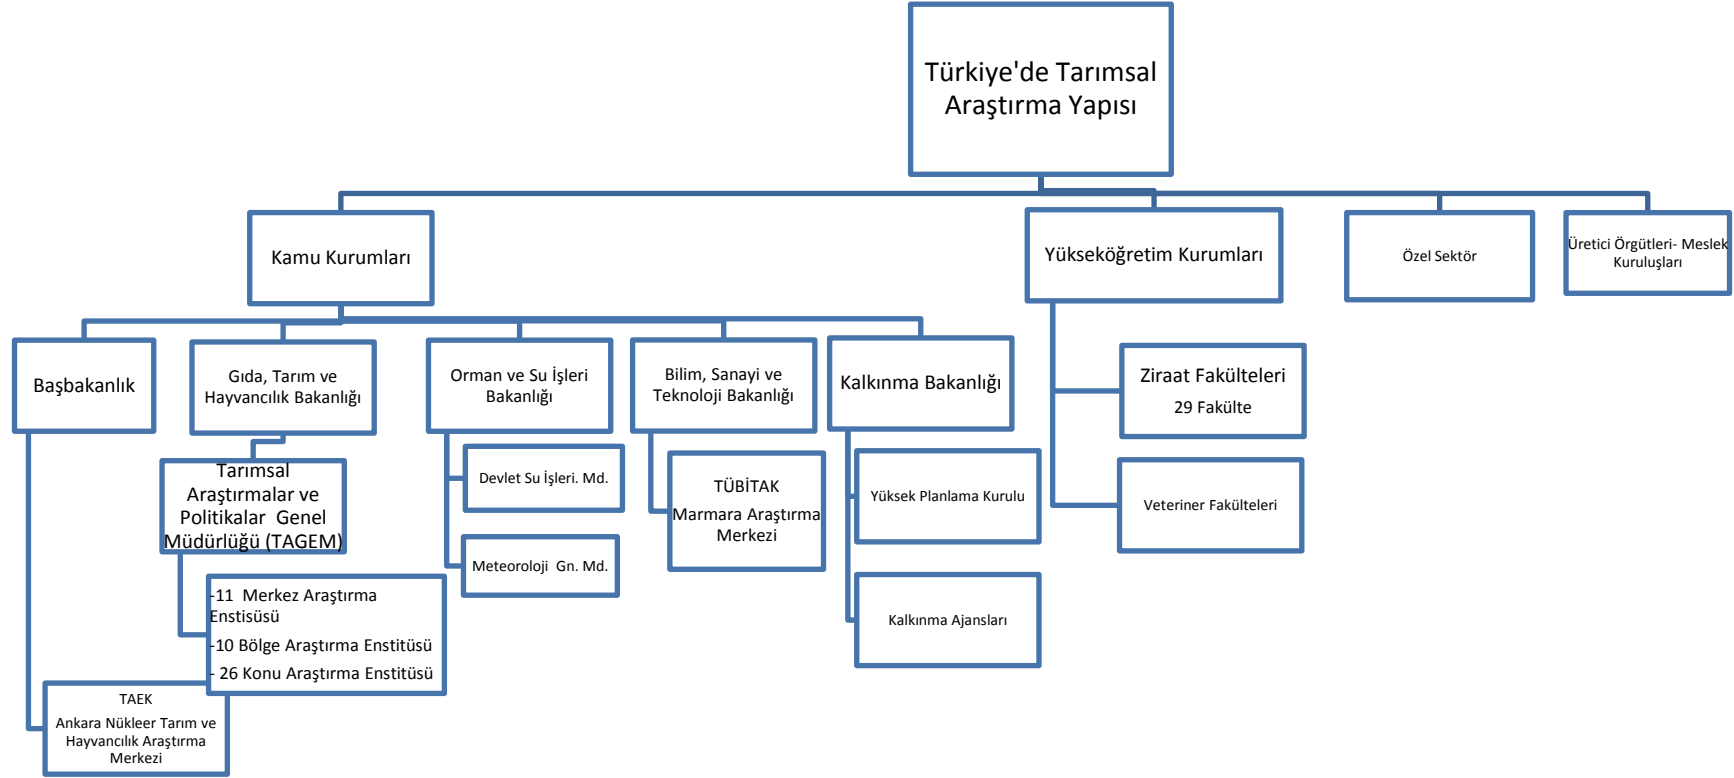 Türkiye'de Tarımsal
Araştırma Yapısı
Kamu Kurumları
Yükseköğretim Kurumları
Özel Sektör
Üretici Örgütleri- Meslek
Kuruluşları
Başbakanlık
Gıda, Tarım ve
Hayvancılık Bakanlığı
Orman ve Su İşleri
Bakanlığı
Bilim, Sanayi ve
Teknoloji Bakanlığı
Kalkınma Bakanlığı
Ziraat Fakülteleri
29 Fakülte
Tarımsal
Araştırmalar ve
Politikalar Genel
Müdürlüğü (TAGEM)
Devlet Su İşleri. Md.
TÜBİTAK
Marmara Araştırma
Merkezi
Yüksek Planlama Kurulu
Veteriner Fakülteleri
Meteoroloji Gn. Md.
-11 Merkez Araştırma
Enstisüsü
-10 Bölge Araştırma Enstitüsü
- 26 Konu Araştırma Enstitüsü
Kalkınma Ajansları
TAEK
Ankara Nükleer Tarım ve
Hayvancılık Araştırma
Merkezi